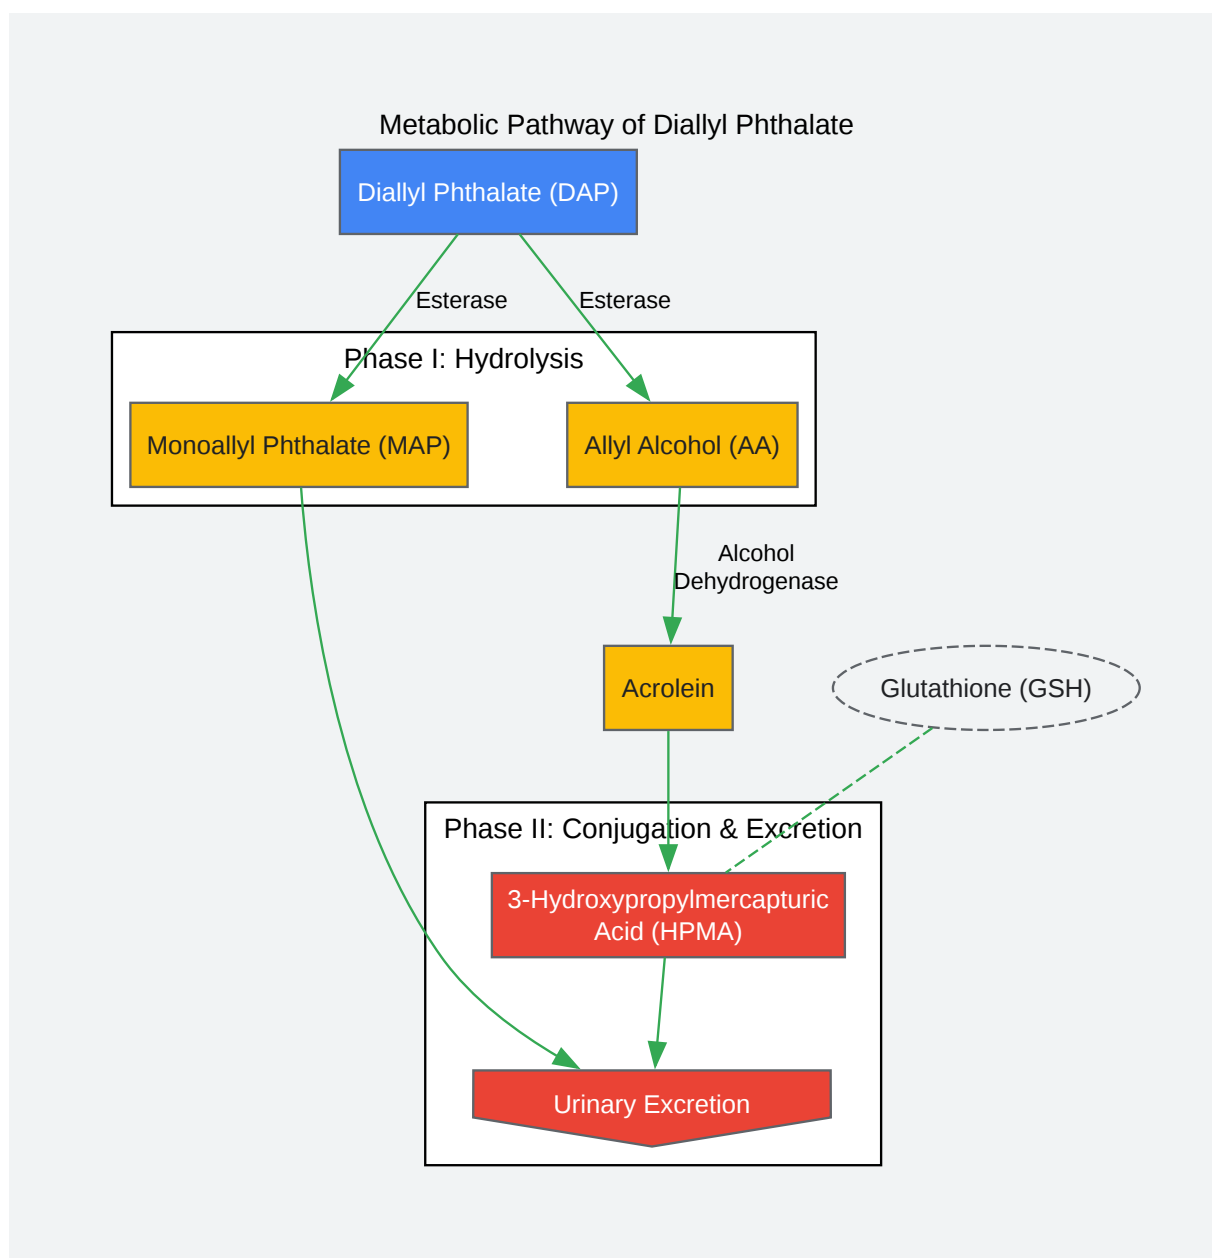 Metabolic Pathway of Diallyl Phthalate
Diallyl Phthalate (DAP)
Esterase
Esterase
Phase I: Hydrolysis
Monoallyl Phthalate (MAP)
Allyl Alcohol (AA)
Alcohol
Dehydrogenase
Acrolein
Glutathione (GSH)
Phase II: Conjugation & Excretion
3-Hydroxypropylmercapturic
Acid (HPMA)
Urinary Excretion